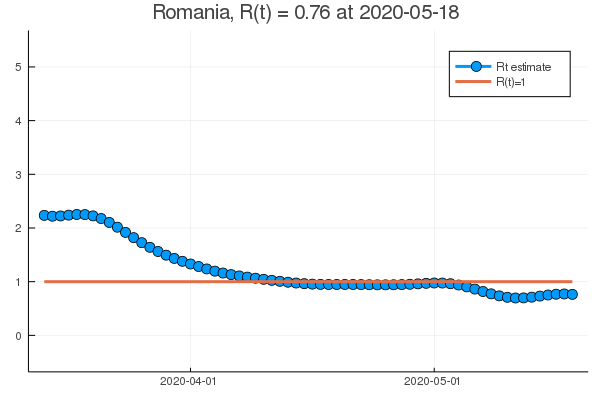 Romania, R(t) = 0.76 at 2020-05-18
5
4
3
2
1
0
Rt estimate
R(t)=1
2020-04-01
2020-05-01